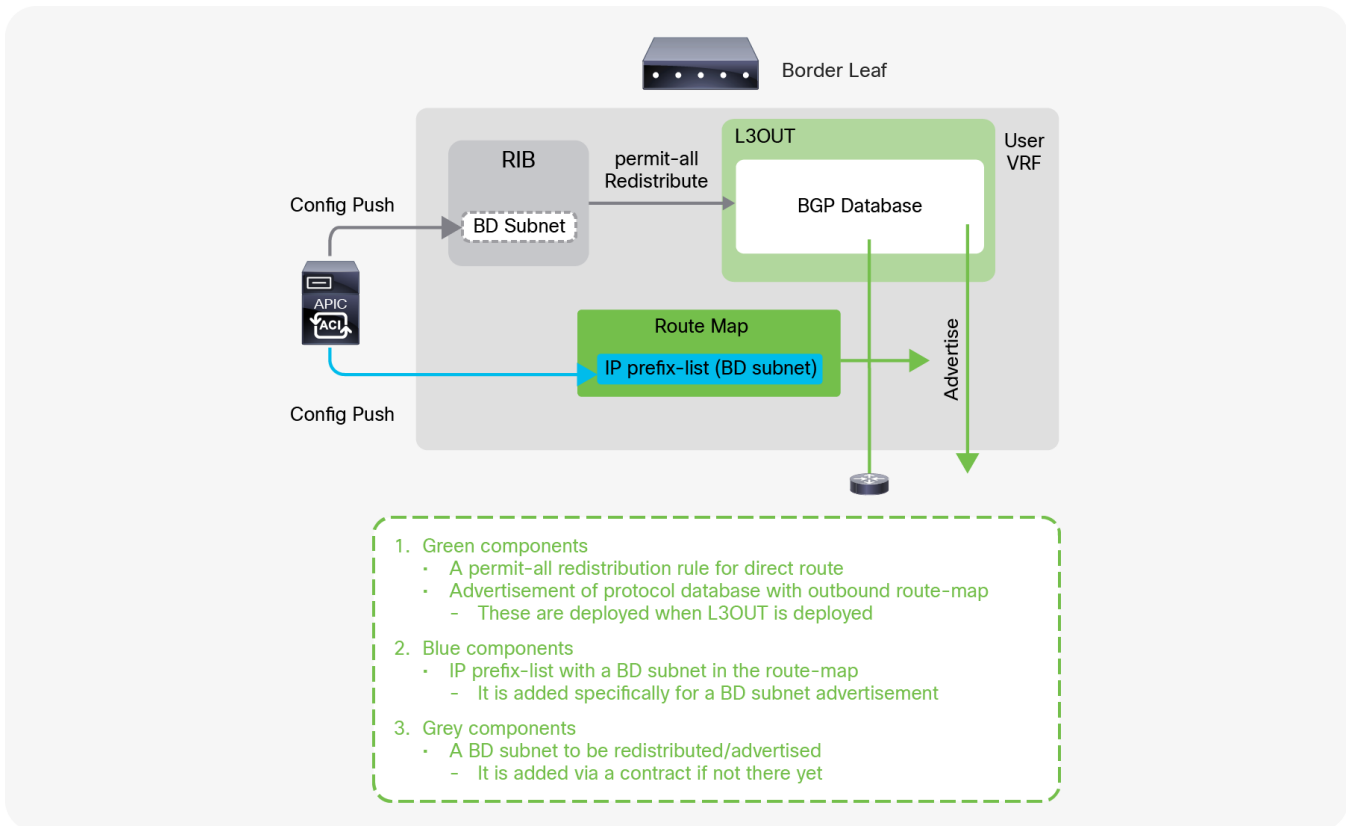 Border Leaf
L3OUT
User
VRF
RIB
permit-all
Redistribute
BGP Database
Config Push
BD Subnet
APIC
ACI
Route Map
IP prefix-list (BD subnet)
Advertise
Config Push
1. Green components
· A permit-all redistribution rule for direct route
· Advertisement of protocol database with outbound route-map
– These are deployed when L3OUT is deployed
2. Blue components
· IP prefix-list with a BD subnet in the route-map
– It is added specifically for a BD subnet advertisement
3. Grey components
· A BD subnet to be redistributed/advertised
– It is added via a contract if not there yet